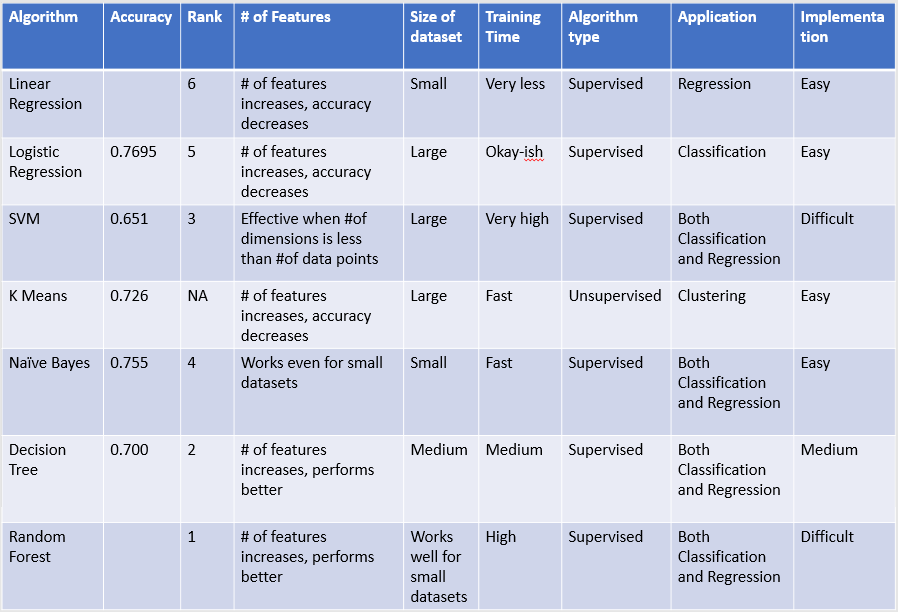 Algorithm Accuracy Rank # of Features Size of dataset Training Time Algorithm type Application Implementa tion
Linear Regression 6 # of features increases, accuracy decreases Small Very less Supervised Regression Easy
Logistic Regression 0.7695 5 # of features increases, accuracy decreases Large Okay-ish Supervised Classification Easy
SVM 0.651 3 Effective when #of dimensions is less than #of data points Large Very high Supervised Both Classification and Regression Difficult
K Means 0.726 NA # of features increases, accuracy decreases Large Fast Unsupervised Clustering Easy
Naïve Bayes 0.755 4 Works even for small datasets Small Fast Supervised Both Classification and Regression Easy
Decision Tree 0.700 2 # of features increases, performs better Medium Medium Supervised Both Classification and Regression Medium
Random Forest 1 # of features increases, performs better Works well for small datasets High Supervised Both Classification and Regression Difficult